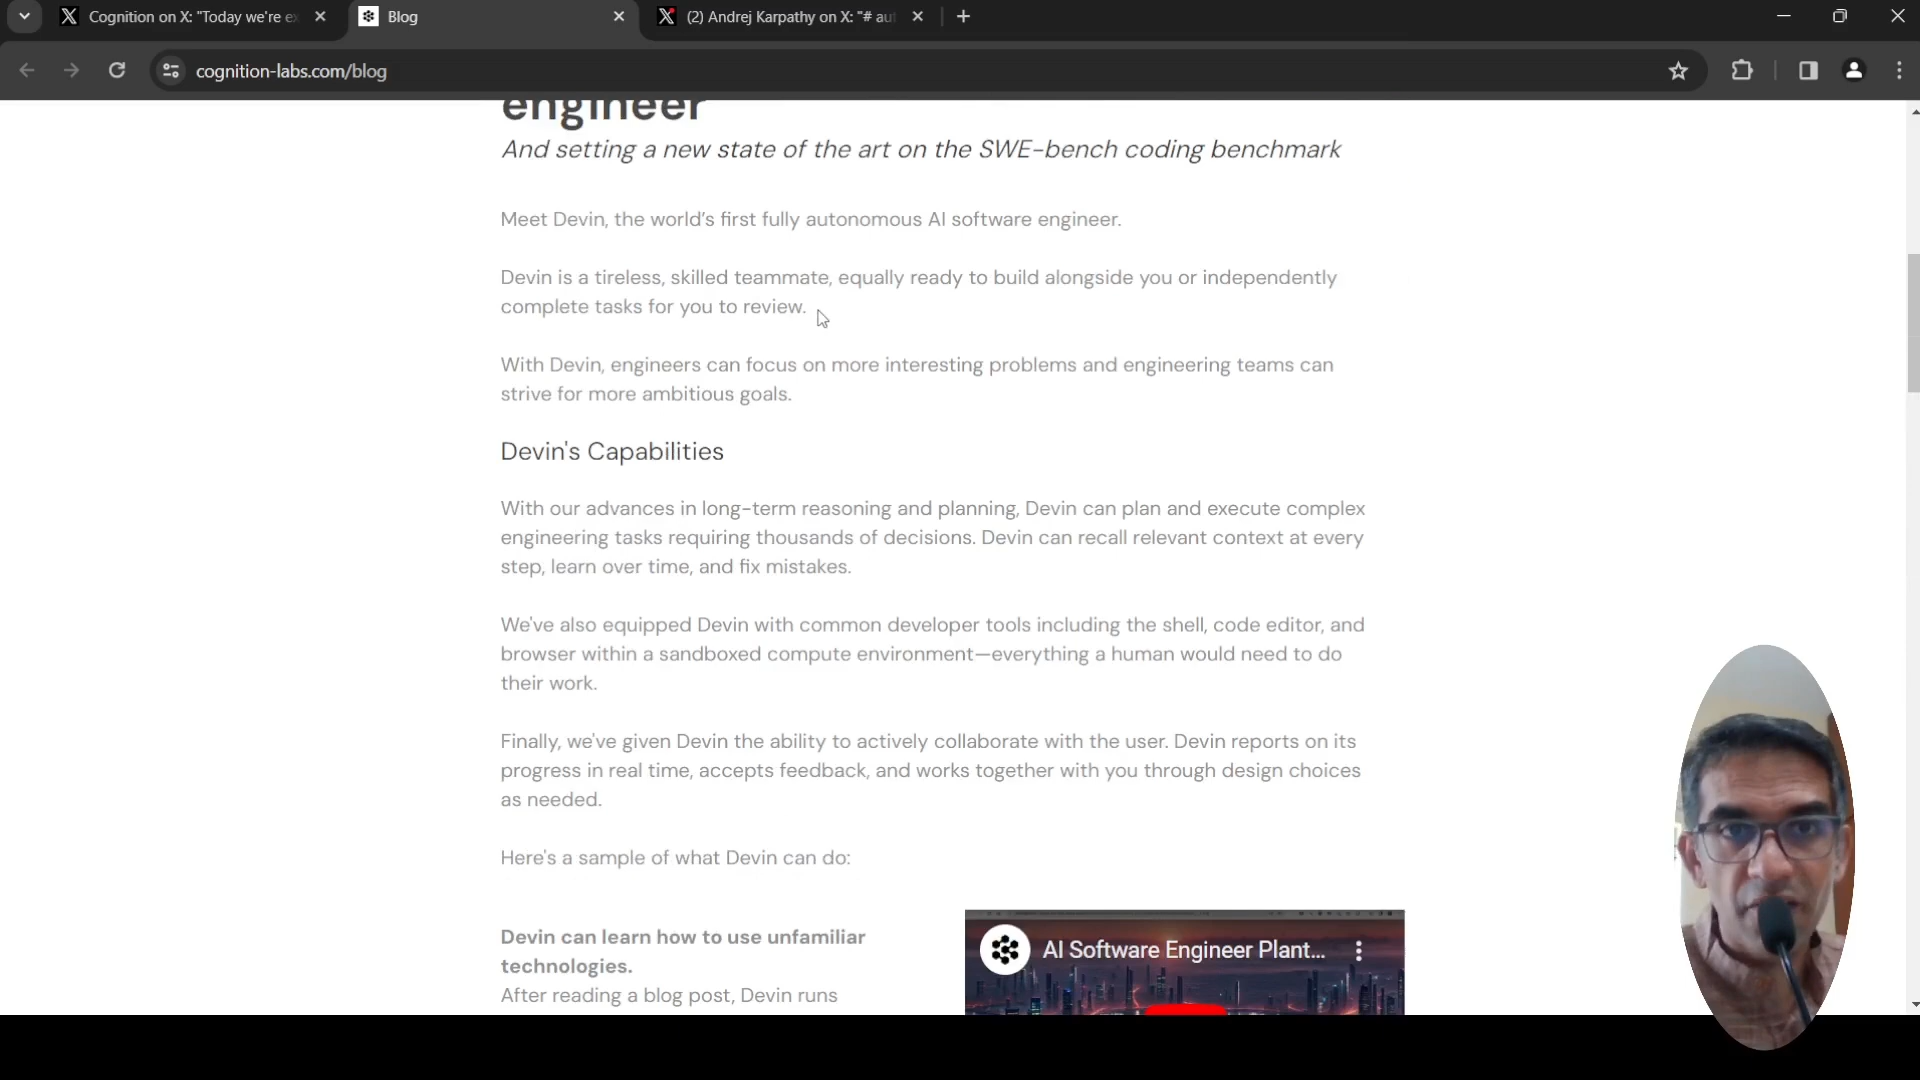 Cognition on X: "Today we're ex
Blog
(2) Andrej Karpathy on X: "# aut
cognition-labs.com/blog
engineer
And setting a new state of the art on the SWE-bench coding benchmark
Meet Devin, the world's first fully autonomous AI software engineer.
Devin is a tireless, skilled teammate, equally ready to build alongside you or independently
complete tasks for you to review.
With Devin, engineers can focus on more interesting problems and engineering teams can
strive for more ambitious goals.
Devin's Capabilities
With our advances in long-term reasoning and planning, Devin can plan and execute complex
engineering tasks requiring thousands of decisions. Devin can recall relevant context at every
step, learn over time, and fix mistakes.
We've also equipped Devin with common developer tools including the shell, code editor, and
browser within a sandboxed compute environment—everything a human would need to do
their work.
Finally, we've given Devin the ability to actively collaborate with the user. Devin reports on its
progress in real time, accepts feedback, and works together with you through design choices
as needed.
Here's a sample of what Devin can do:
Devin can learn how to use unfamiliar
technologies.
After reading a blog post, Devin runs
AI Software Engineer Plant...